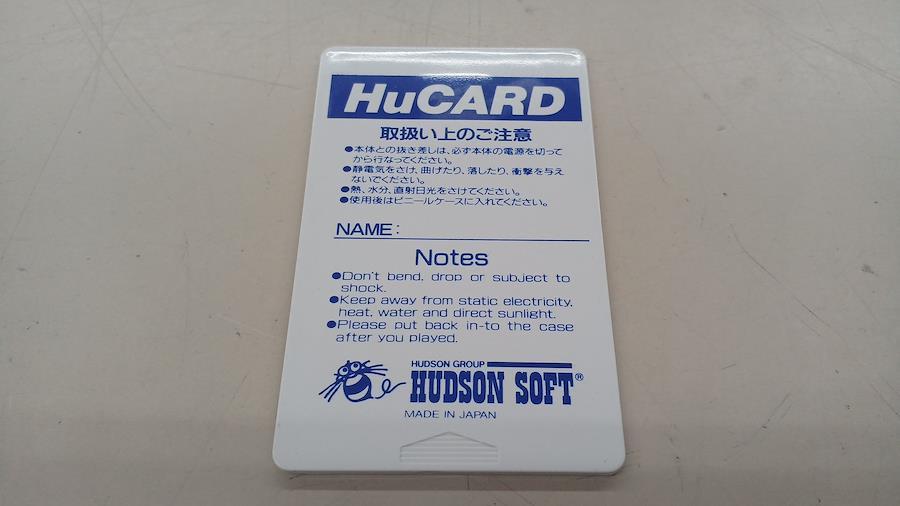 HuCARD
取扱い上のご注意
●本体との抜き差しは、必ず本体の電源を切って
から行なってください。
●静電気をさけ、曲げたり、落したり、衝撃を与え
ないでください。
●熱、水分、直射日光をさけてください。
●使用後はビニールケースに入れてください。
NAME:
Notes
●Don't bend, drop or subject to
shock.
●Keep away from static electricity,
heat, water and direct sunlight.
●Please put back in-to the case
after you played.
HUDSON GROUP
HUDSON SOFT®
MADE IN JAPAN